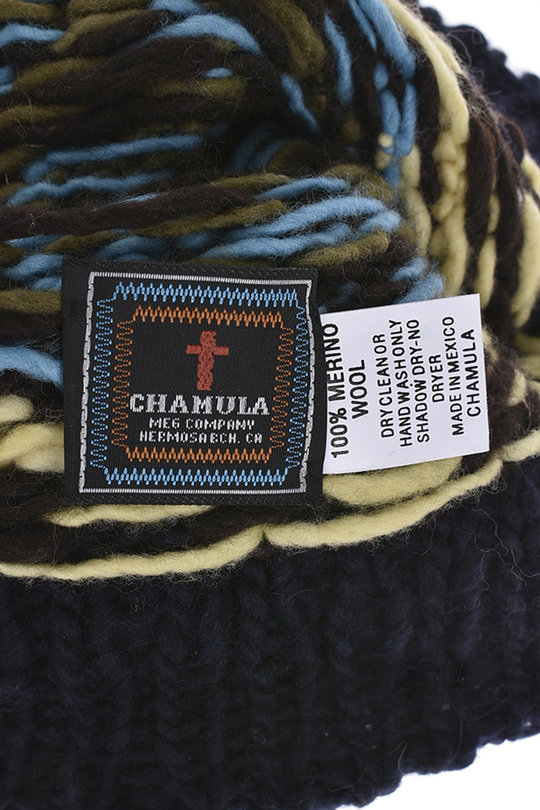 CHAMULA
MEG COMPANY
HERMOSA BCH. CA
100% MERINO
WOOL
DRY CLEAN OR
HAND WASH ONLY
SHADOW DRY-NO
DRYER
MADE IN MEXICO
CHAMULA